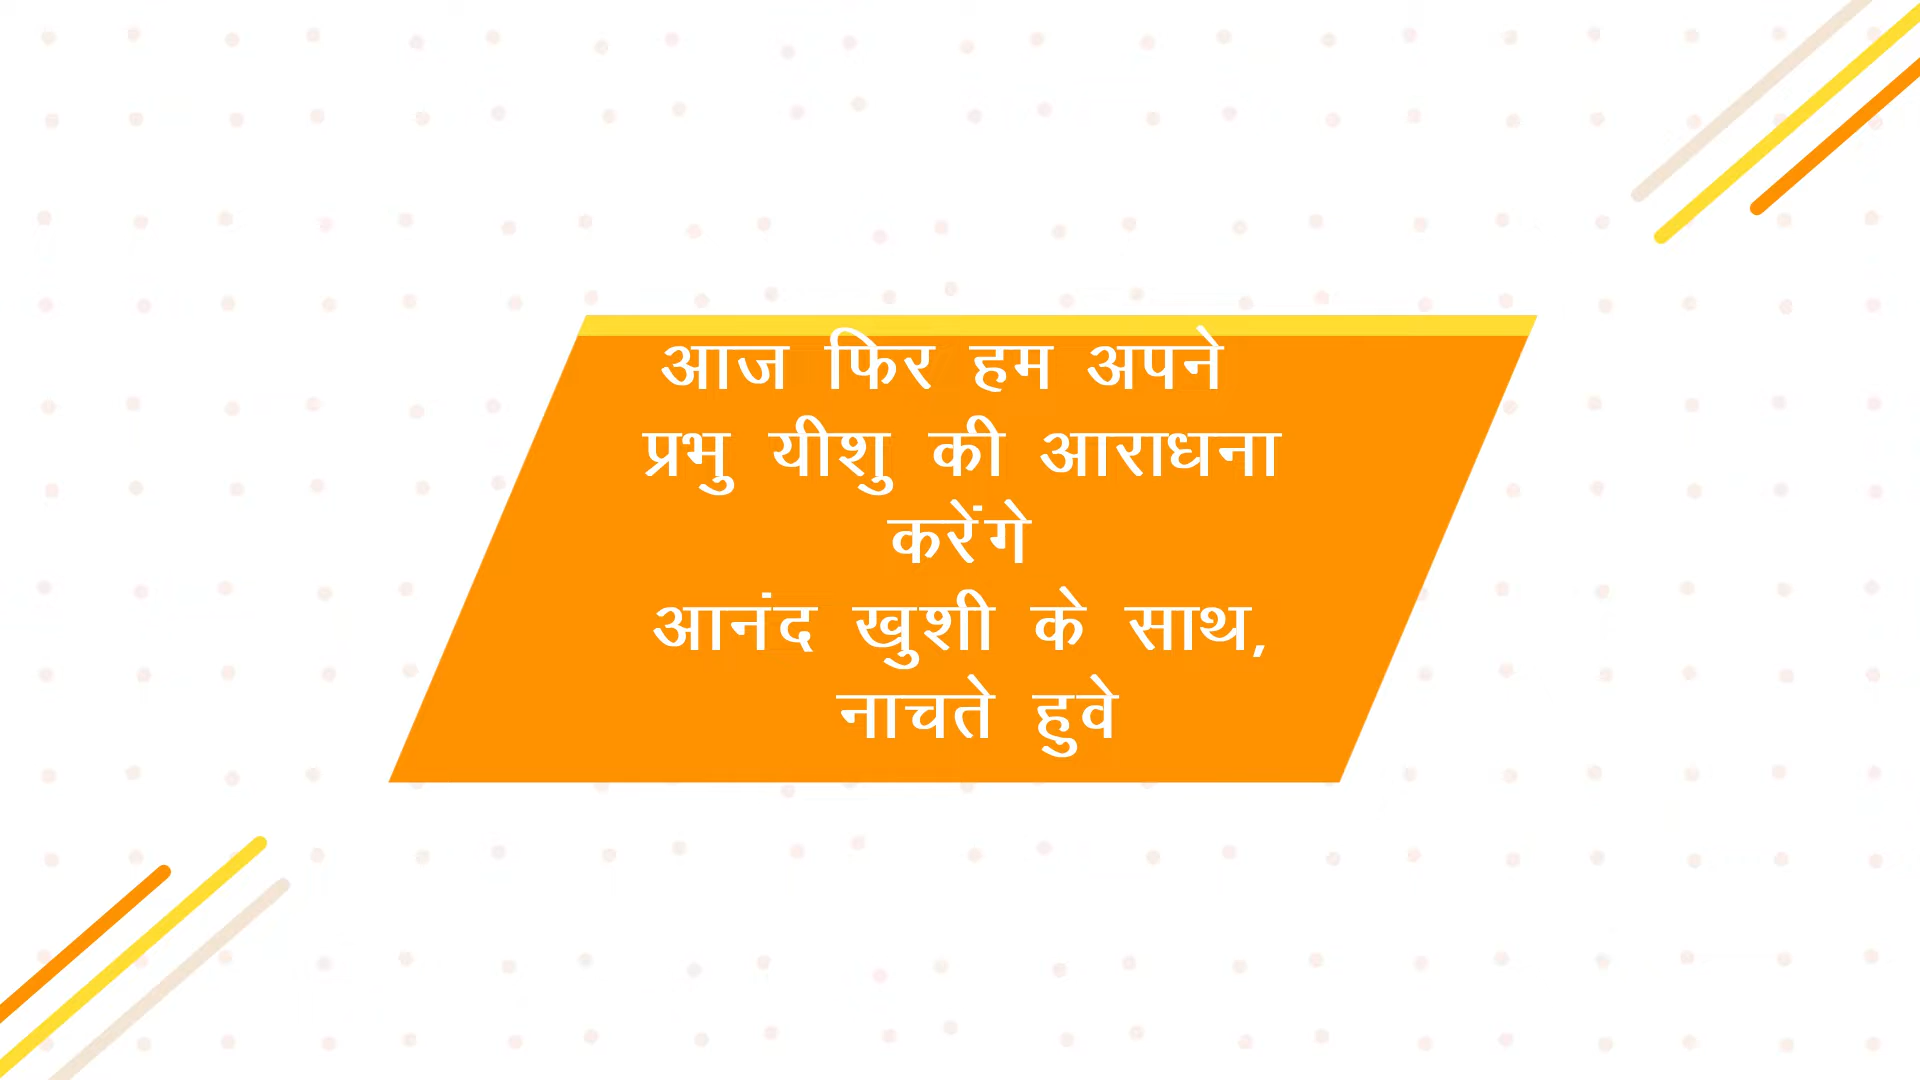 आज फिर हम अपने
प्रभु यीशु की आराधना
करेंगे
आनंद खुशी के साथ,
नाचते हुवे